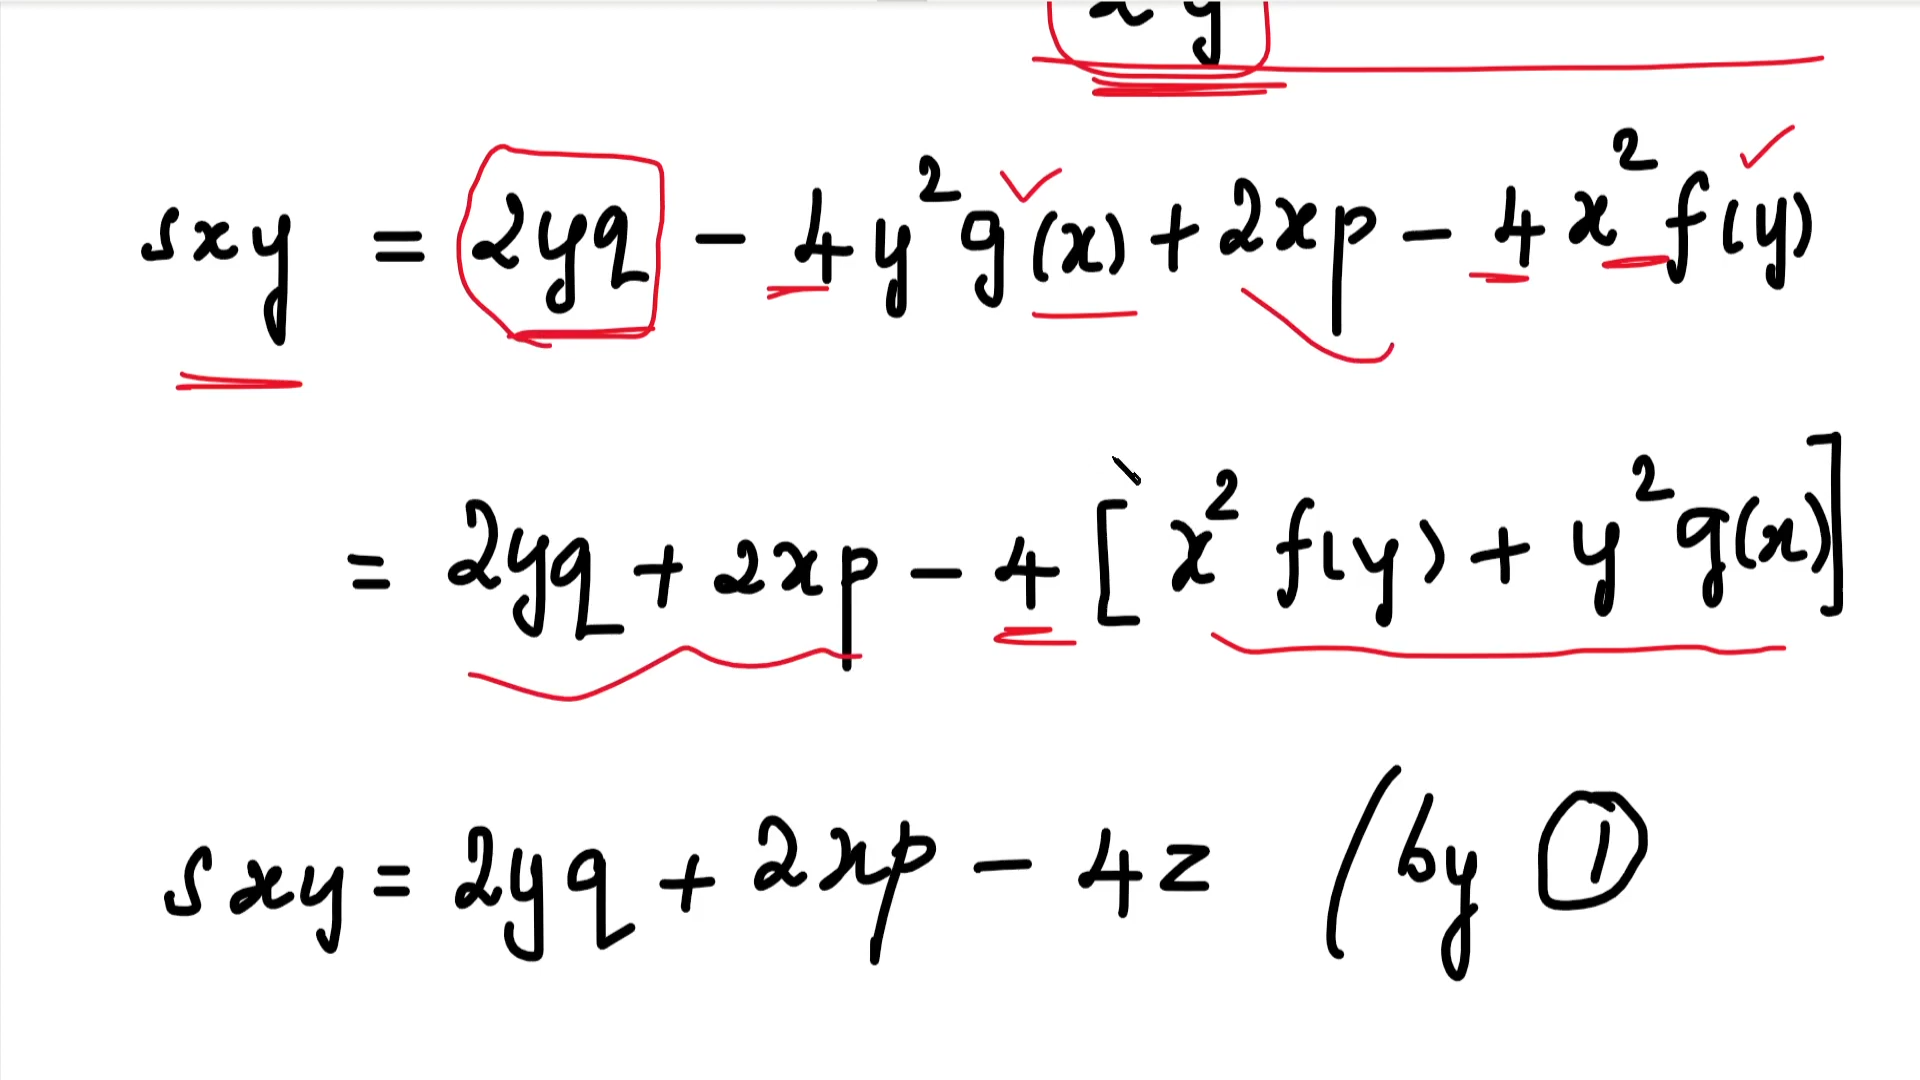 x y
sxy = 2yq - 4y²g(x) + 2xp - 4x²f(y)
= 2yq + 2xp - 4[x²f(y) + y²g(x)]
sxy = 2yq + 2xp - 4z (by ①